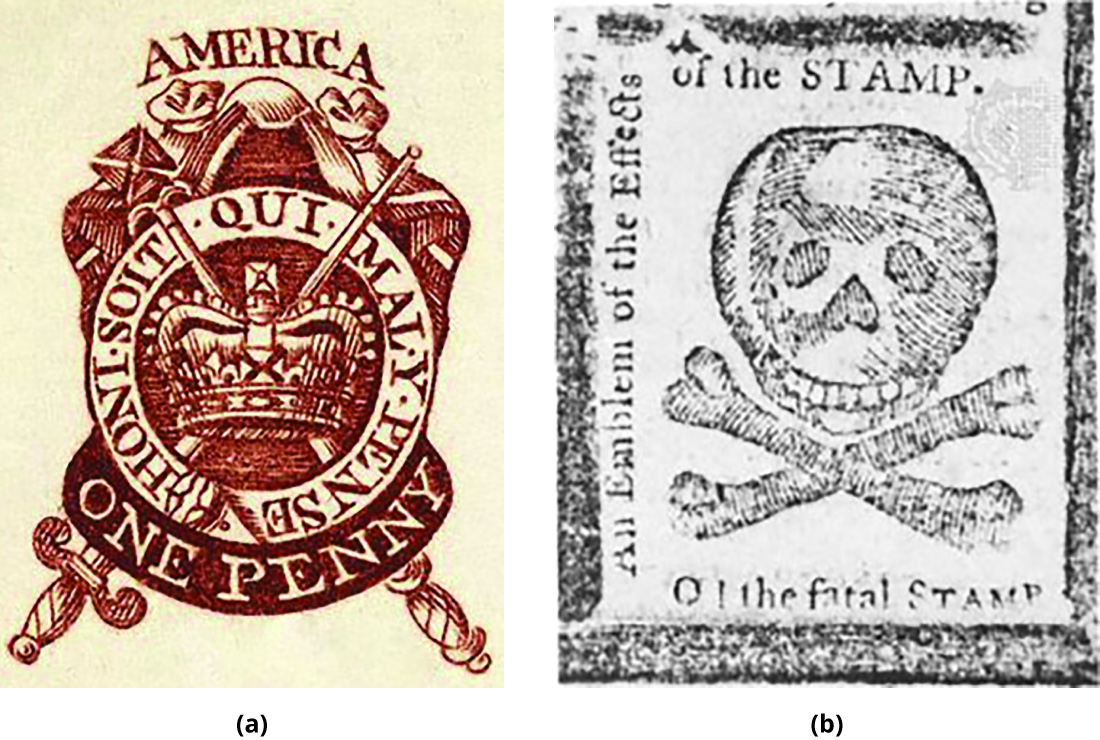 AMERICA
HONI·SOIT·QUI·MAL·Y·PENSE
ONE PENNY
(a)
An Emblem of the Effects
of the STAMP.
O! the fatal STAMP
(b)